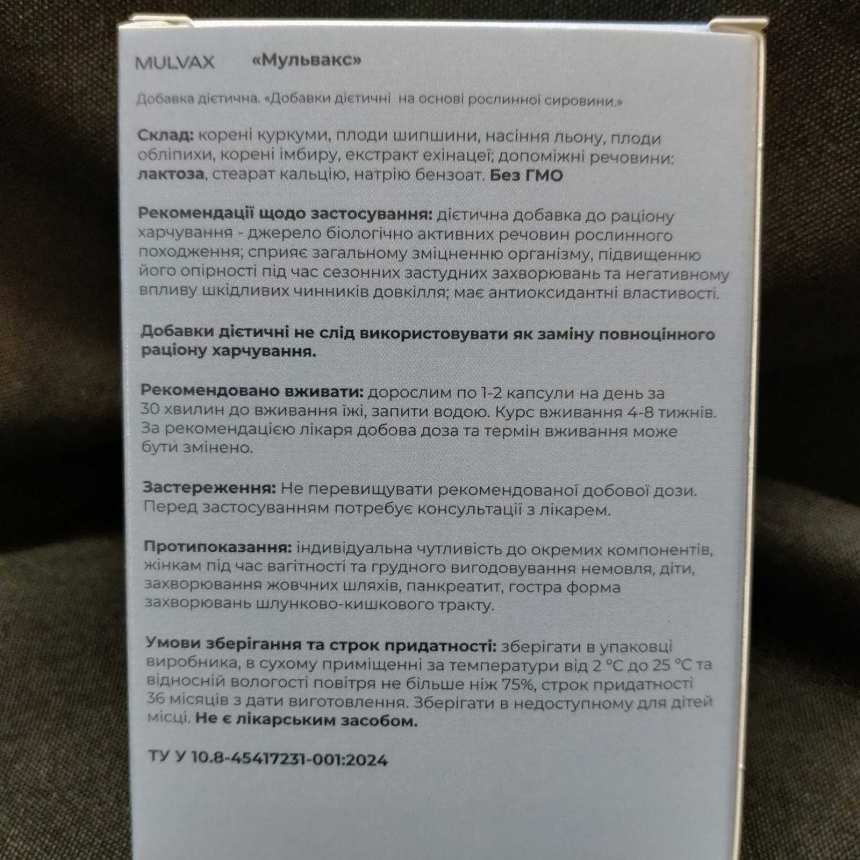 MULVAX «Мульвакс»
Добавка дієтична. «Добавки дієтичні на основі рослинної сировини.»
Склад: корені куркуми, плоди шипшини, насіння льону, плоди
обліпихи, корені імбиру, екстракт ехінацеї; допоміжні речовини:
лактоза, стеарат кальцію, натрію бензоат. Без ГМО
Рекомендації щодо застосування: дієтична добавка до раціону
харчування - джерело біологічно активних речовин рослинного
походження; сприяє загальному зміцненню організму, підвищенню
його опірності під час сезонних застудних захворювань та негативному
впливу шкідливих чинників довкілля; має антиоксидантні властивості.
Добавки дієтичні не слід використовувати як заміну повноцінного
раціону харчування.
Рекомендовано вживати: дорослим по 1-2 капсули на день за
30 хвилин до вживання їжі, запити водою. Курс вживання 4-8 тижнів.
За рекомендацією лікаря добова доза та термін вживання може
бути змінено.
Застереження: Не перевищувати рекомендованої добової дози.
Перед застосуванням потребує консультації з лікарем.
Протипоказання: індивідуальна чутливість до окремих компонентів,
жінкам під час вагітності та грудного вигодовування немовля, діти,
захворювання жовчних шляхів, панкреатит, гостра форма
захворювань шлунково-кишкового тракту.
Умови зберігання та строк придатності: зберігати в упаковці
виробника, в сухому приміщенні за температури від 2 °С до 25 °С та
відносній вологості повітря не більше ніж 75%, строк придатності
36 місяців з дати виготовлення. Зберігати в недоступному для дітей
місці. Не є лікарським засобом.
ТУ У 10.8-45417231-001:2024